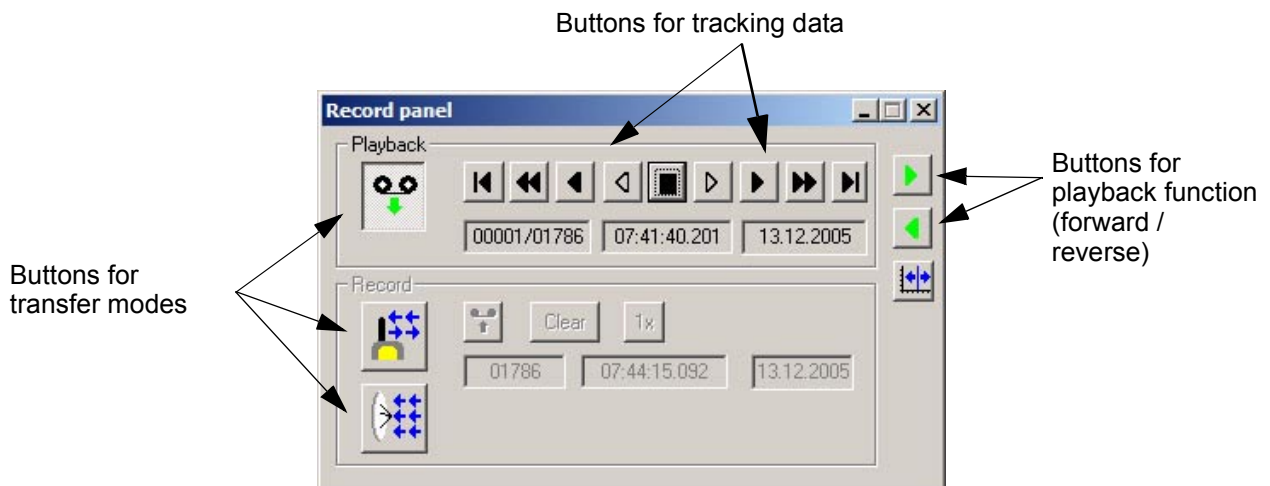 Buttons for tracking data
Record panel
Playback
00001/01786 07:41:40.201 13.12.2005
Buttons for
playback function
(forward /
reverse)
Buttons for
transfer modes
Record
Clear 1x
01786 07:44:15.092 13.12.2005